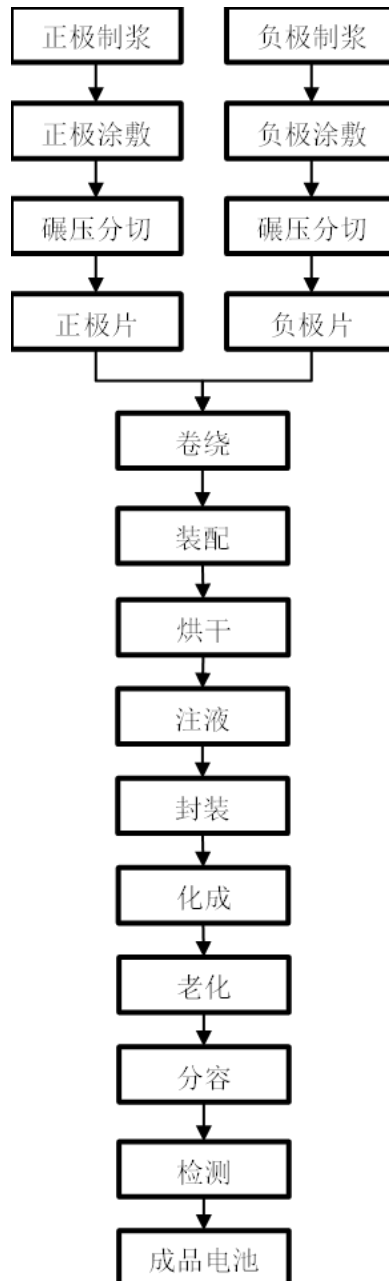 正极制浆
负极制浆
正极涂敷
负极涂敷
碾压分切
碾压分切
正极片
负极片
卷绕
装配
烘干
注液
封装
化成
老化
分容
检测
成品电池